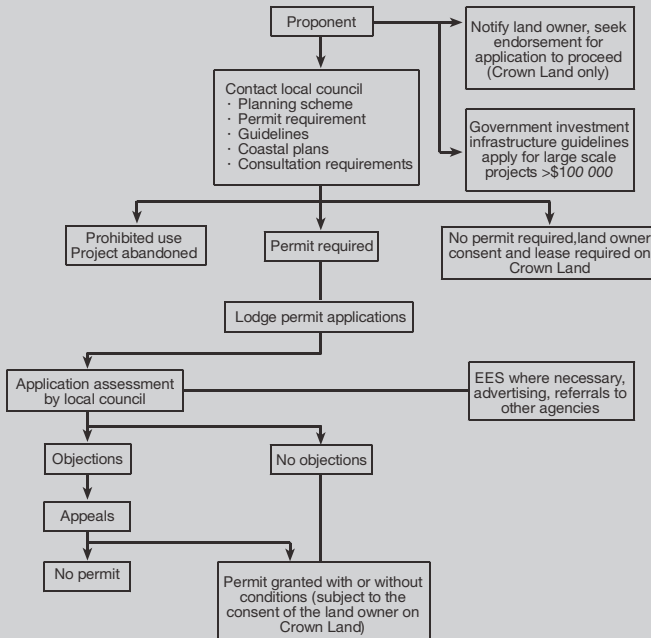 Proponent
Notify land owner, seek
endorsement for
application to proceed
(Crown Land only)
Contact local council
· Planning scheme
· Permit requirement
· Guidelines
· Coastal plans
· Consultation requirements
Government investment
infrastructure guidelines
apply for large scale
projects >$100 000
Prohibited use
Project abandoned
Permit required
No permit required,land owner
consent and lease required on
Crown Land
Lodge permit applications
Application assessment
by local council
EES where necessary,
advertising, referrals to
other agencies
Objections
No objections
Appeals
No permit
Permit granted with or without
conditions (subject to the
consent of the land owner on
Crown Land)